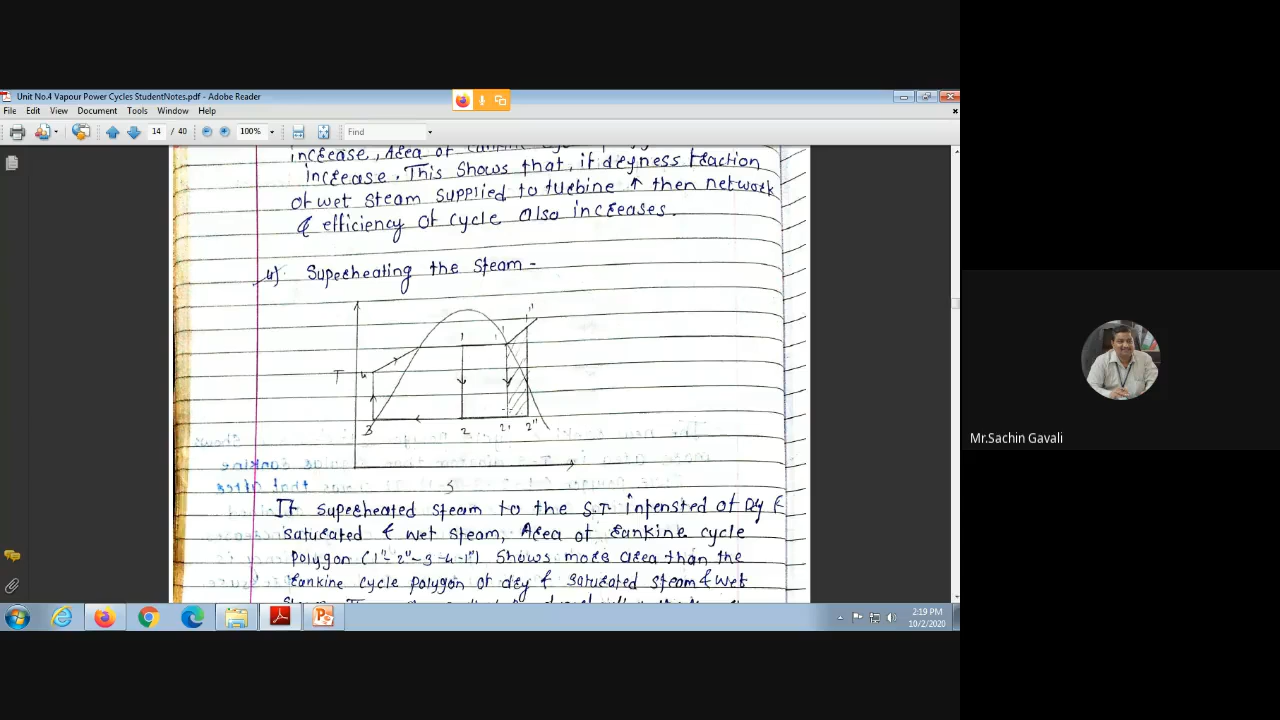 Unit No.4 Vapour Power Cycles StudentNotes.pdf - Adobe Reader
File Edit View Document Tools Window Help
14 / 40 100% Find
increase, Area of
increase. This shows that, if dryness fraction
of wet steam supplied to turbine ↑ then network
& efficiency of cycle also increases.
4) Superheating the steam -
1''
1 1'
T 4
3 2 2' 2''
S
If superheated steam to the S.T. of Dry &
saturated & wet steam, Area of rankine cycle
polygon (1''-2''-3-4-1'') shows more area than the
rankine cycle polygon of dry & saturated steam & wet
Mr.Sachin Gavali
2:19 PM
10/2/2020